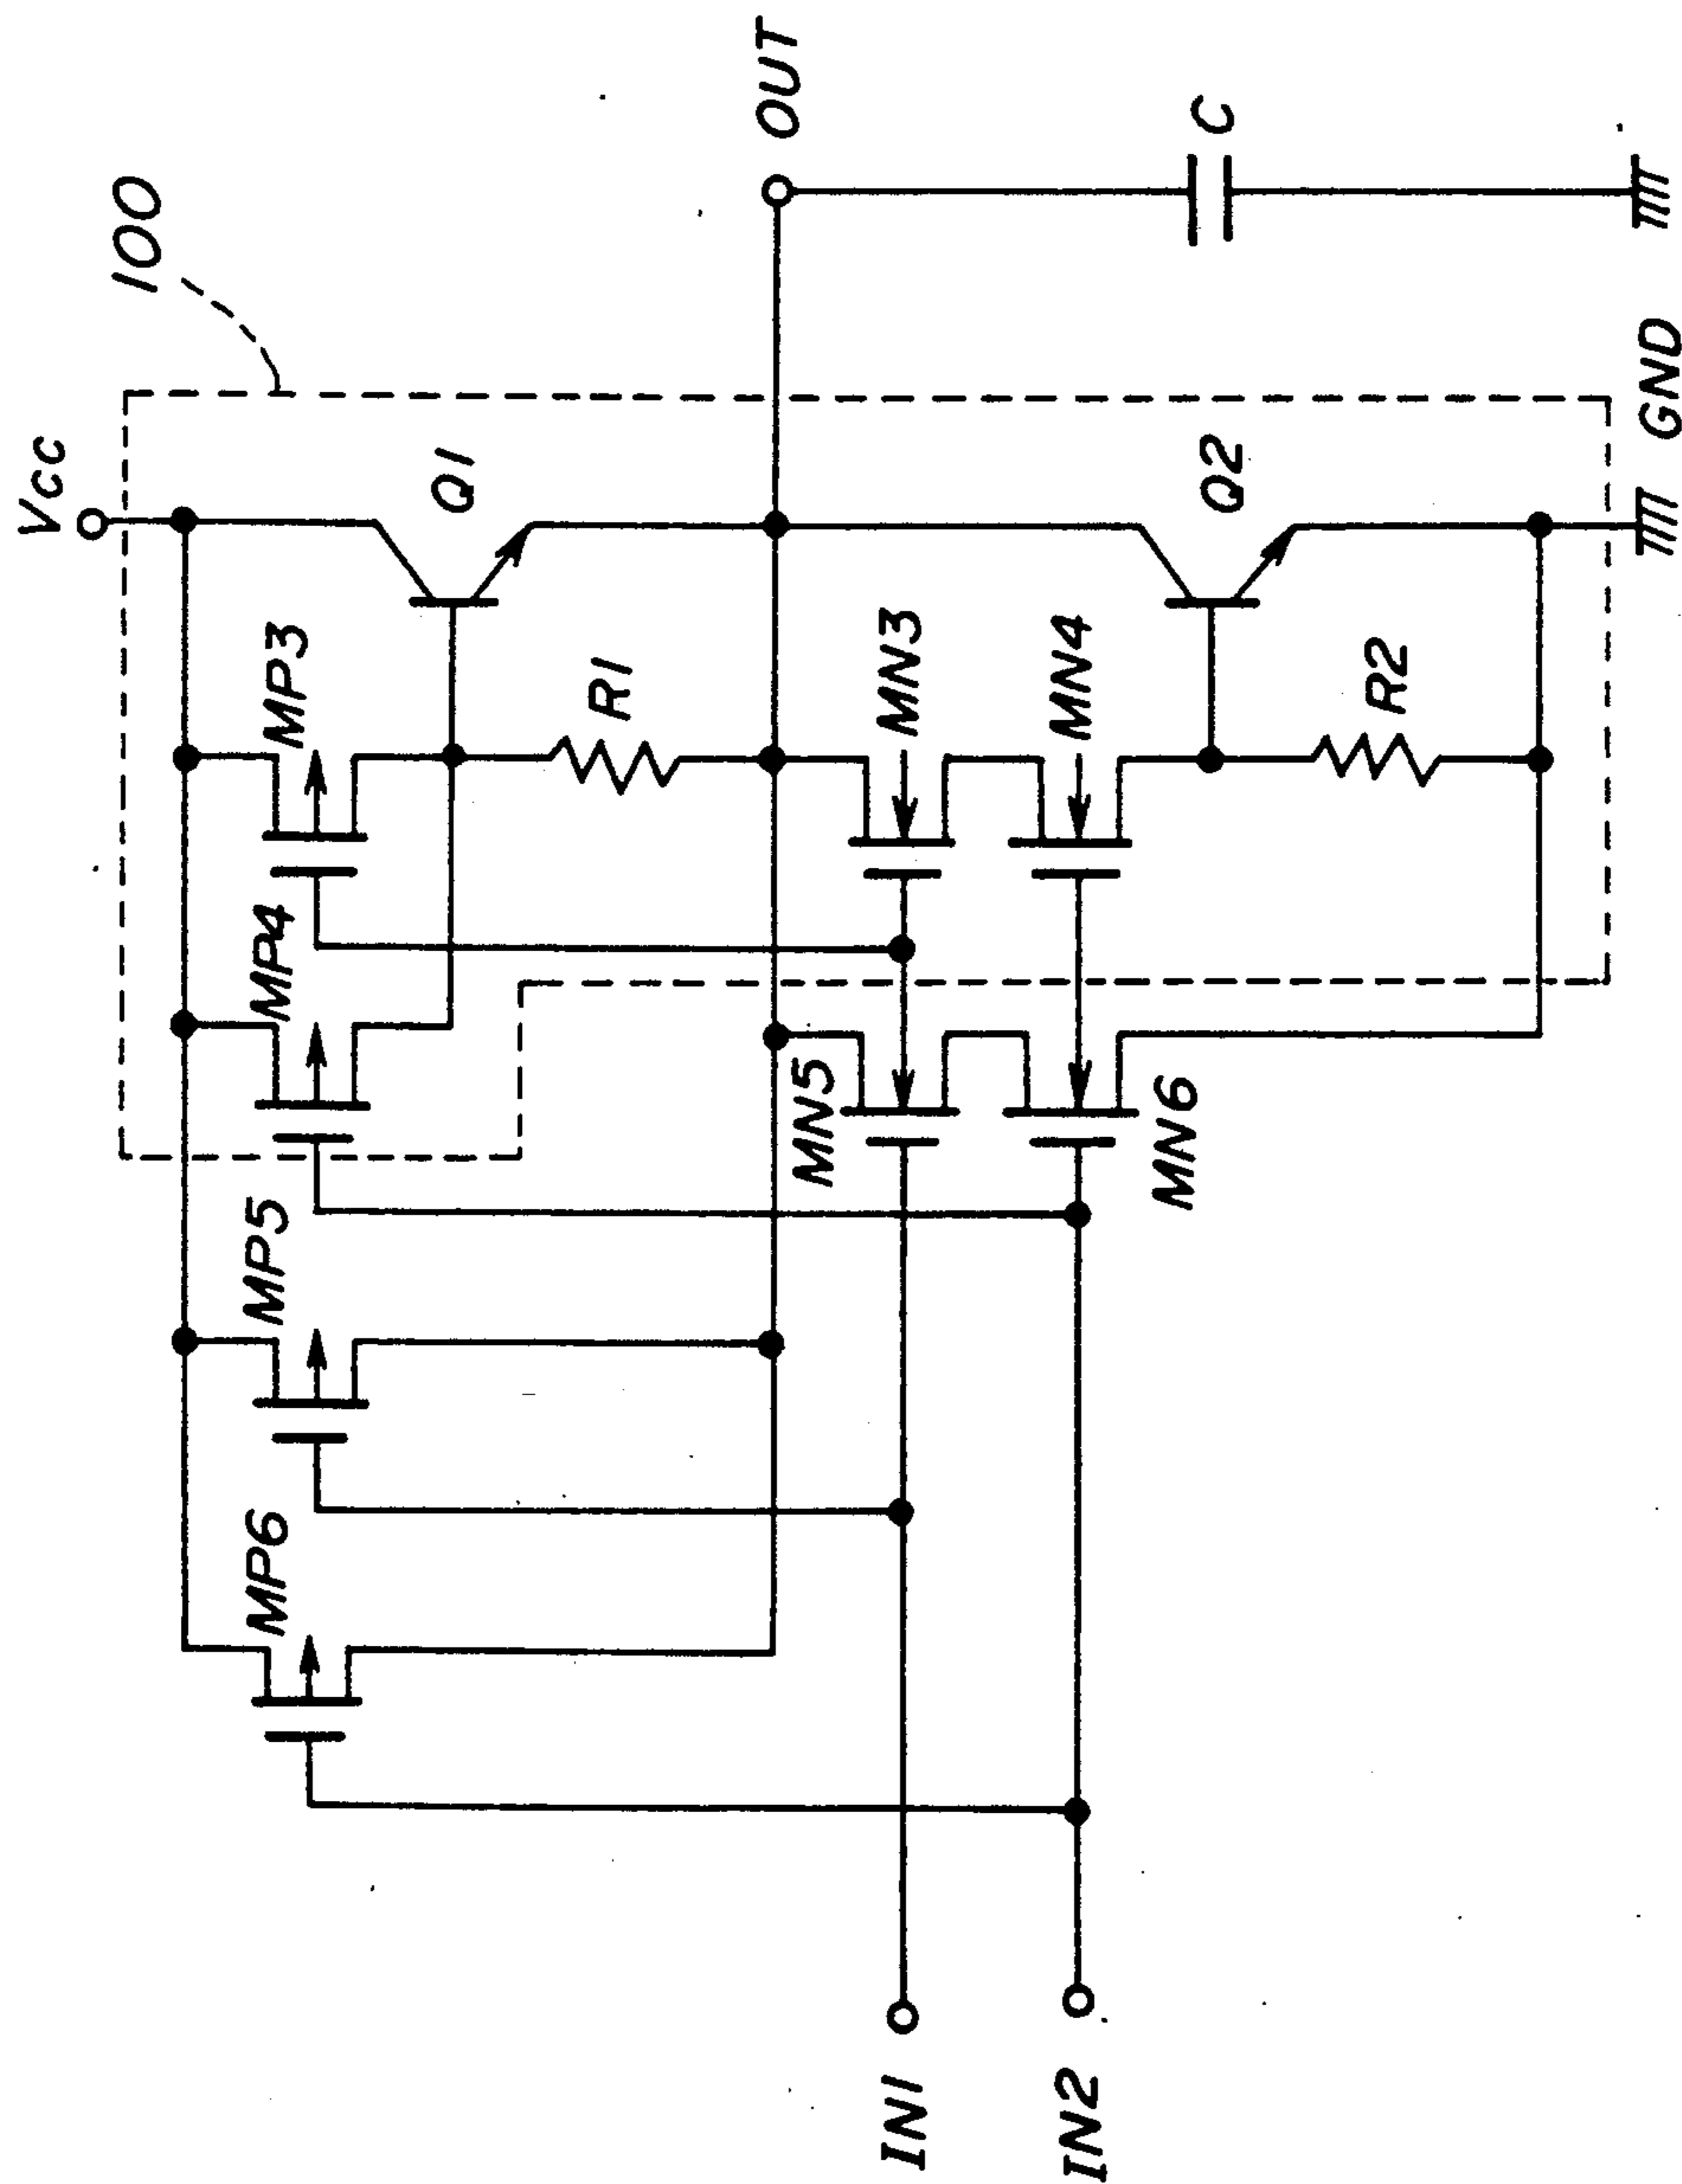 Vcc
100
MP6
MP5
MP4
MP3
Q1
R1
OUT
MN5
MN3
IN1
MN4
IN2
MN6
Q2
R2
C
GND